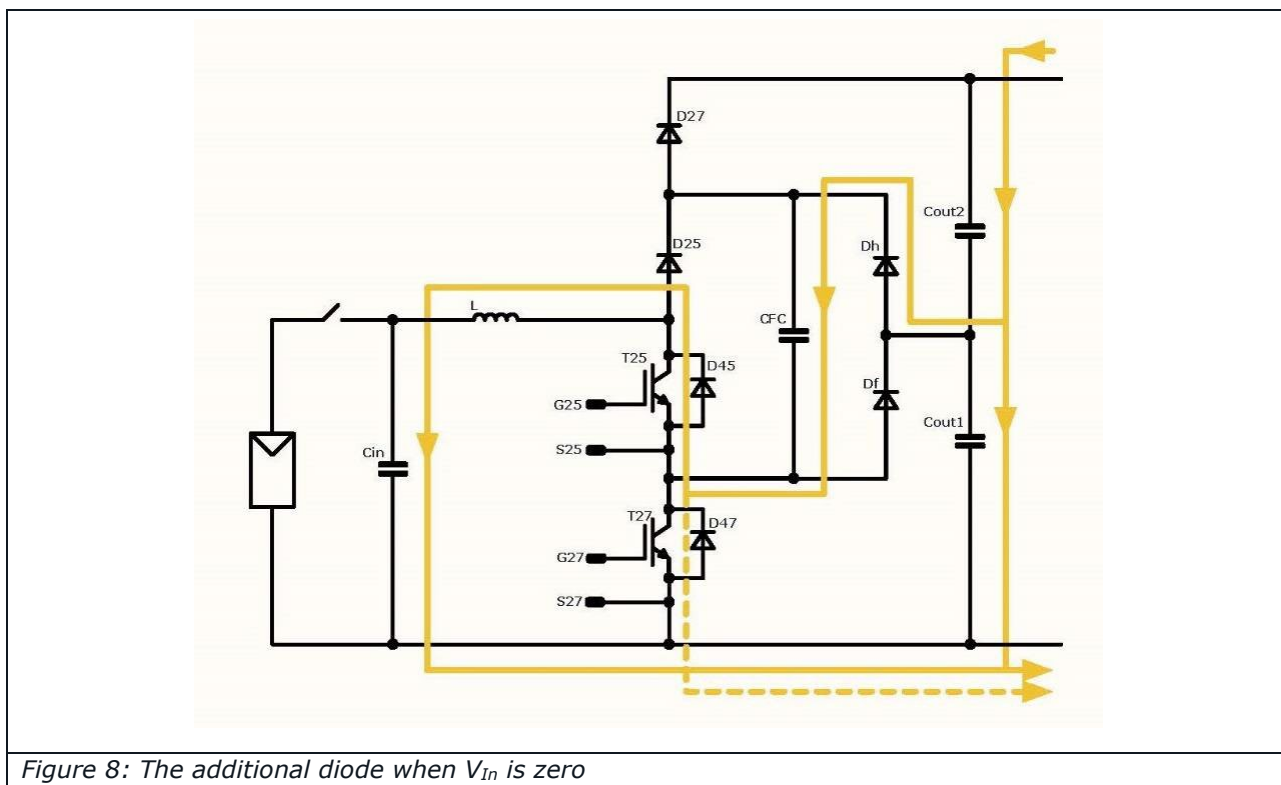 D27
Cout2
D25
Dh
L
CFC
T25
D45
G25
Df
Cout1
S25
Cin
T27
D47
G27
S27
Figure 8: The additional diode when VIn is zero